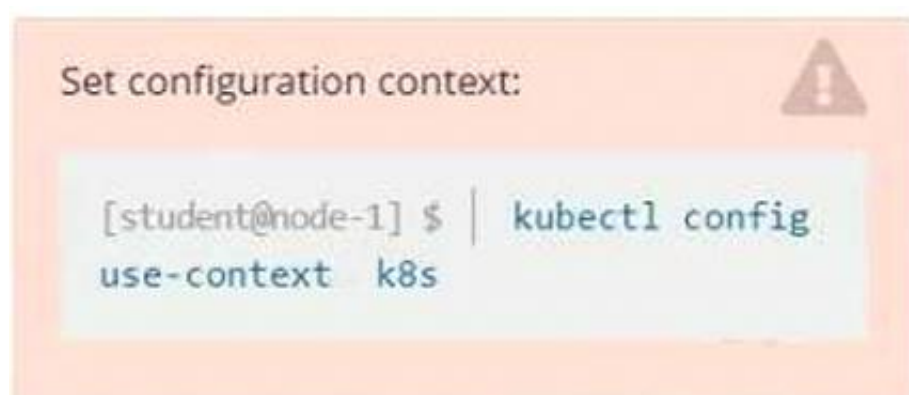 Set configuration context:
[student@node-1] $ | kubectl config
use-context k8s